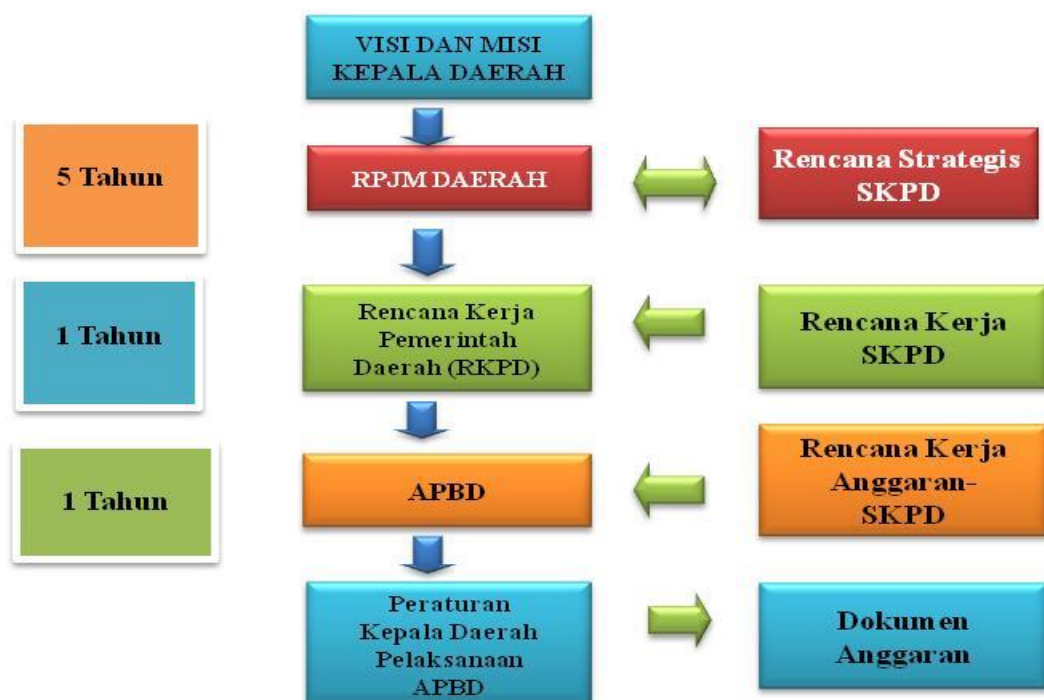 VISI DAN MISI
KEPALA DAERAH
5 Tahun
RPJM DAERAH
Rencana Strategis
SKPD
1 Tahun
Rencana Kerja
Pemerintah
Daerah (RKPD)
Rencana Kerja
SKPD
1 Tahun
APBD
Rencana Kerja
Anggaran-
SKPD
Peraturan
Kepala Daerah
Pelaksanaan
APBD
Dokumen
Anggaran